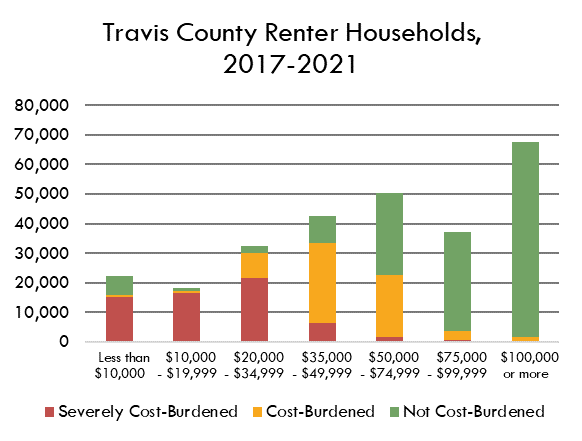 Travis County Renter Households,
2017-2021
80,000
70,000
60,000
50,000
40,000
30,000
20,000
10,000
0
Less than $10,000 $20,000 $35,000 $50,000 $75,000 $100,000
$10,000 - $19,999 - $34,999 - $49,999 - $74,999 - $99,999 or more
Severely Cost-Burdened Cost-Burdened Not Cost-Burdened